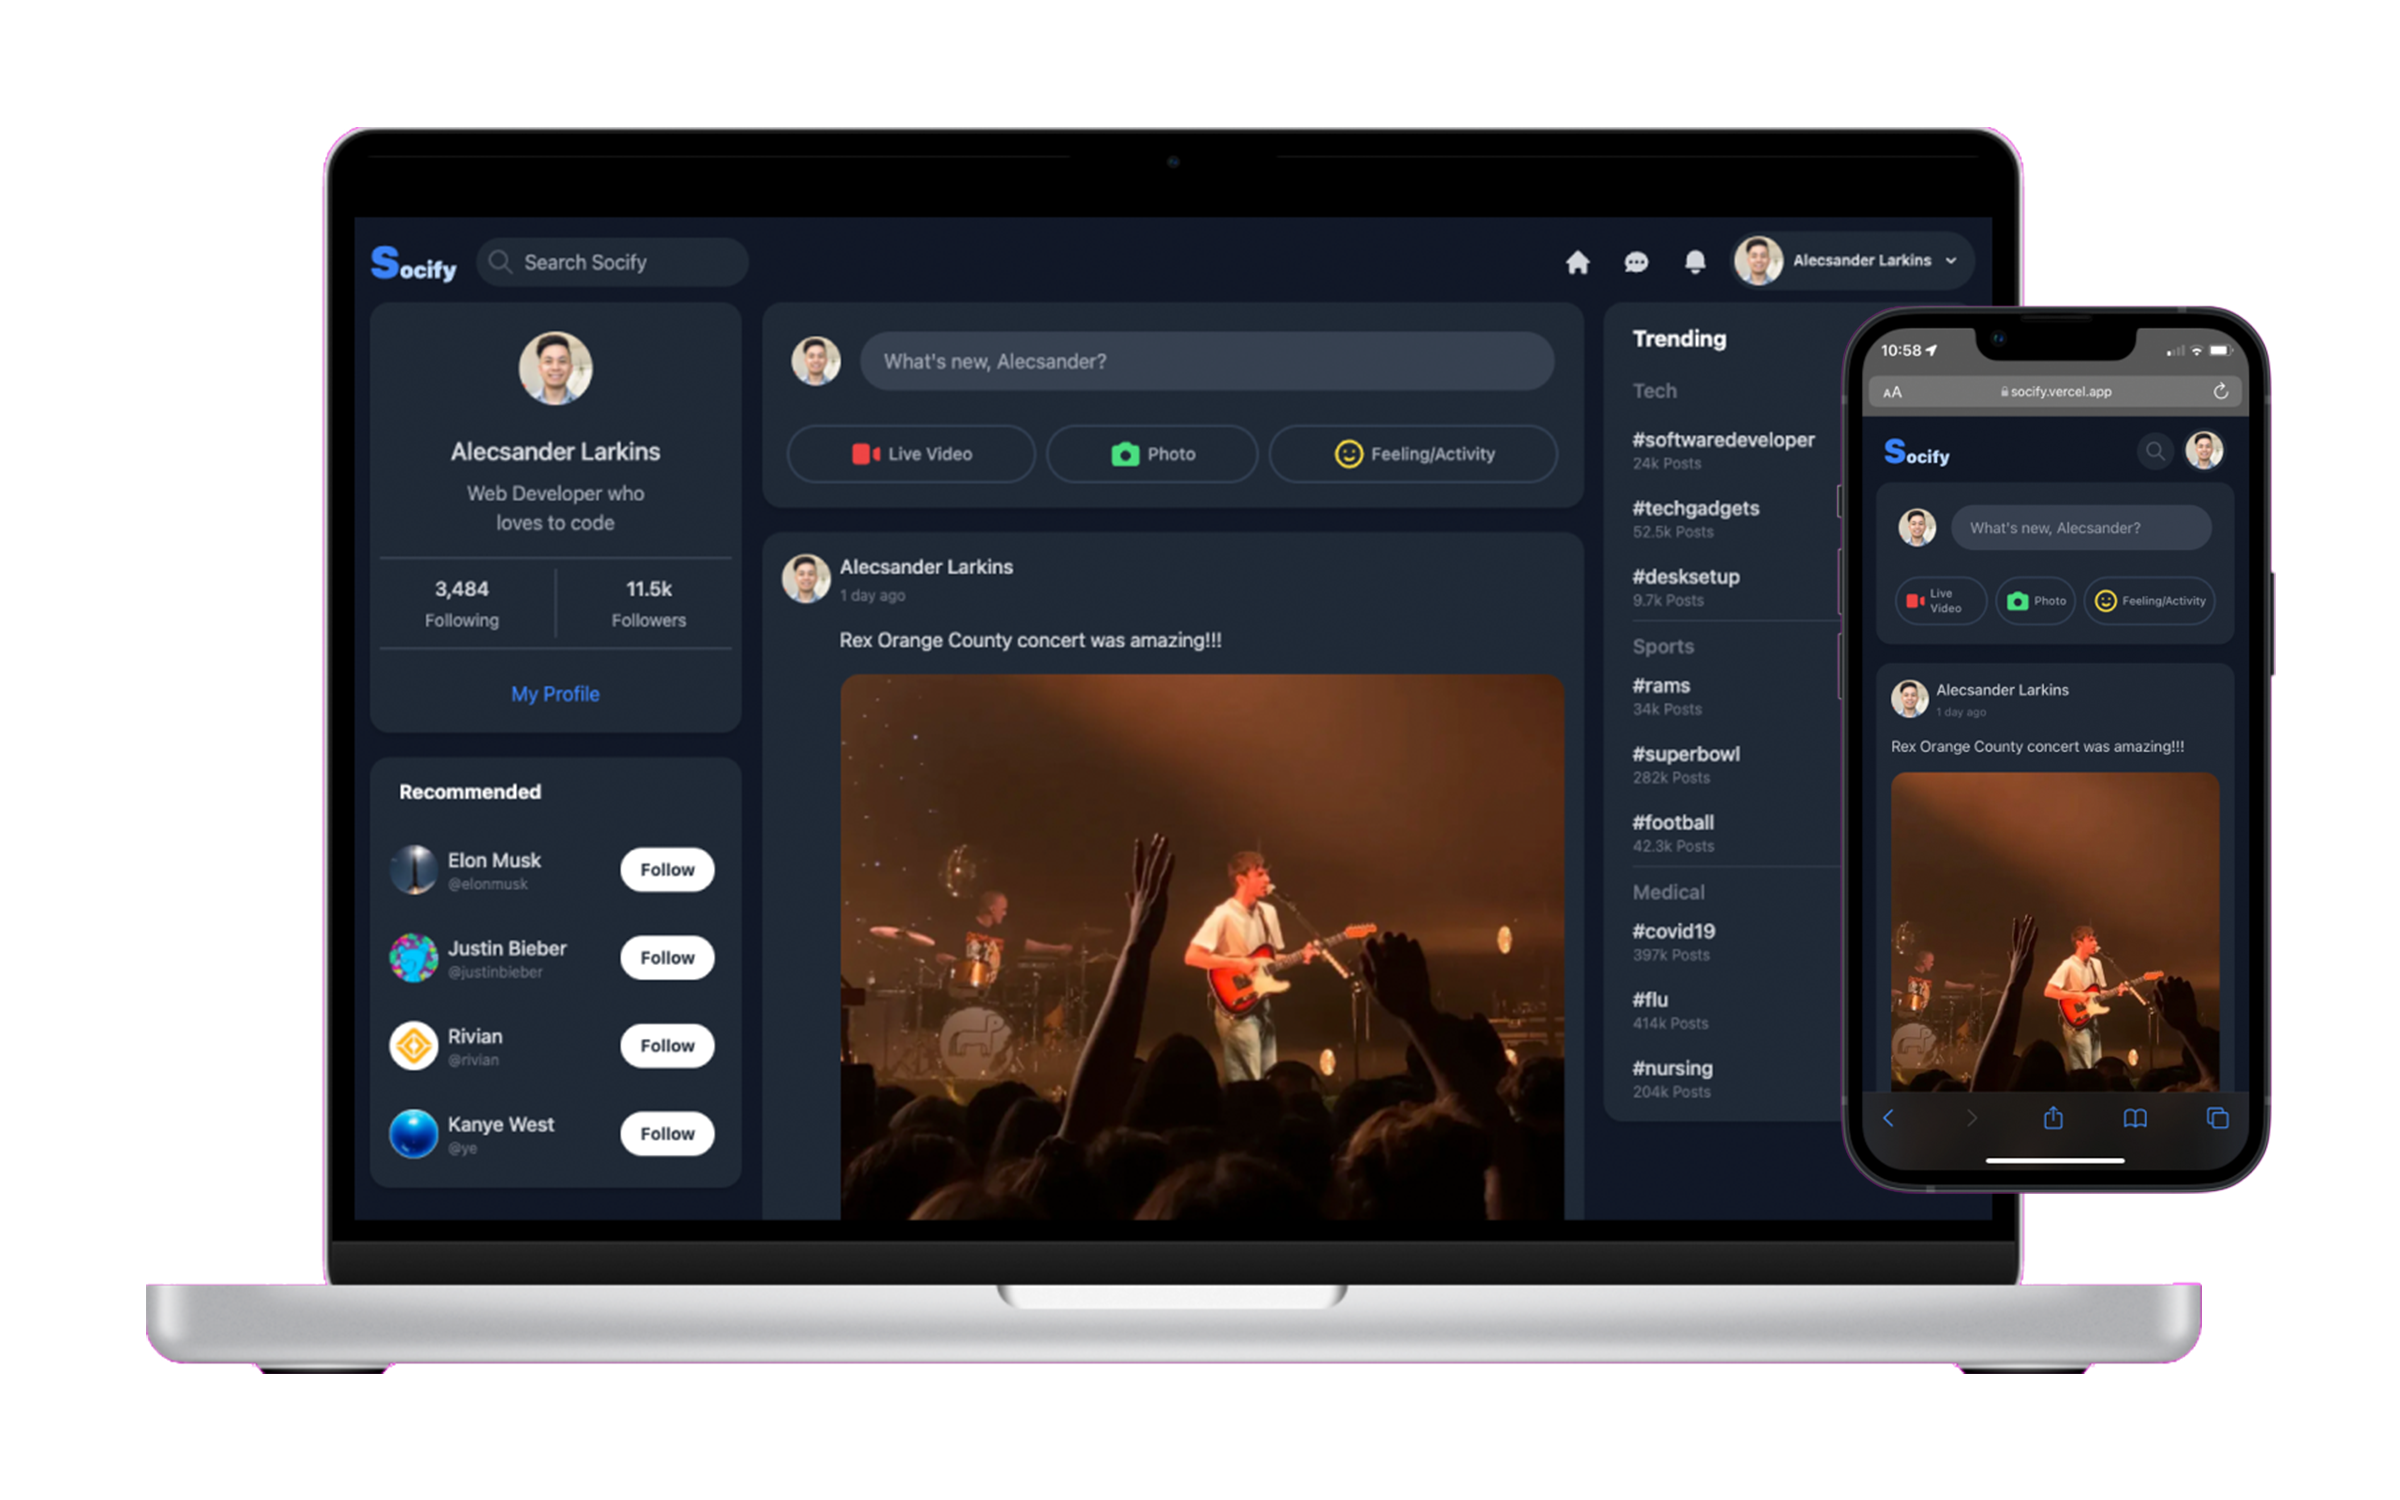 Socify
Search Socify
Alecsander Larkins
Alecsander Larkins
Web Developer who
loves to code
3,484
Following
11.5k
Followers
My Profile
Recommended
Elon Musk
@elonmusk
Follow
Justin Bieber
@justinbieber
Follow
Rivian
@rivian
Follow
Kanye West
@ye
Follow
What's new, Alecsander?
Live Video
Photo
Feeling/Activity
Alecsander Larkins
1 day ago
Rex Orange County concert was amazing!!!
Trending
Tech
#softwaredeveloper
24k Posts
#techgadgets
52.5k Posts
#desksetup
9.7k Posts
Sports
#rams
34k Posts
#superbowl
282k Posts
#football
42.3k Posts
Medical
#covid19
397k Posts
#flu
414k Posts
#nursing
204k Posts
10:58
AA
socify.vercel.app
Socify
What's new, Alecsander?
Live
Video
Photo
Feeling/Activity
Alecsander Larkins
1 day ago
Rex Orange County concert was amazing!!!